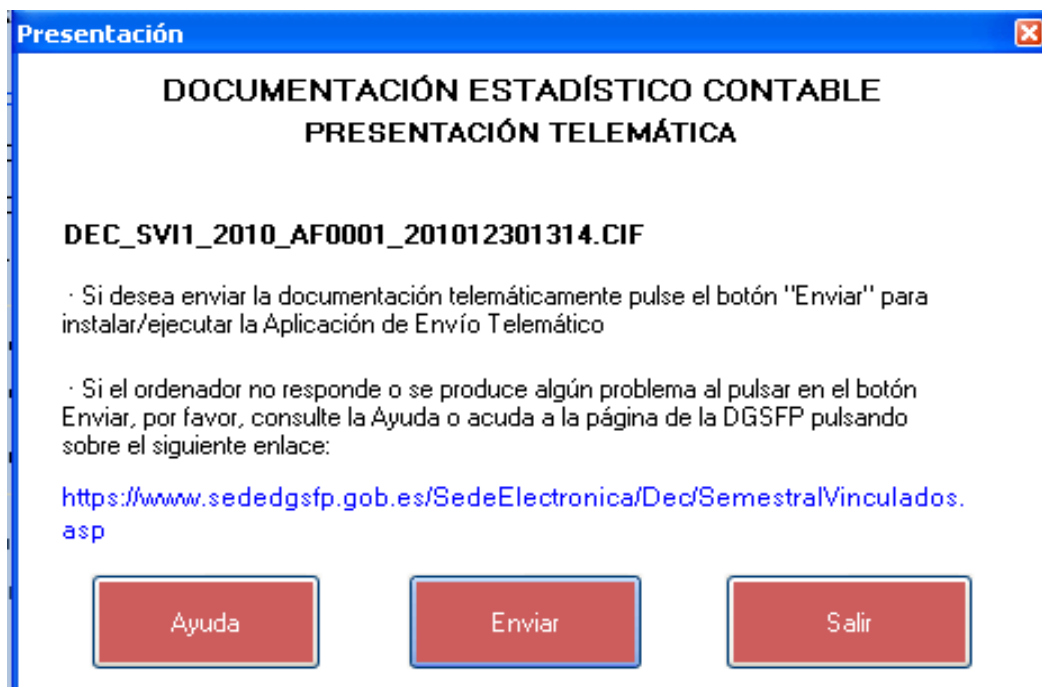 Presentación
DOCUMENTACIÓN ESTADÍSTICO CONTABLE
PRESENTACIÓN TELEMÁTICA
DEC_SVI1_2010_AF0001_201012301314.CIF
· Si desea enviar la documentación telemáticamente pulse el botón "Enviar" para
instalar/ejecutar la Aplicación de Envío Telemático
· Si el ordenador no responde o se produce algún problema al pulsar en el botón
Enviar, por favor, consulte la Ayuda o acuda a la página de la DGSFP pulsando
sobre el siguiente enlace:
https://www.sededgsfp.gob.es/SedeElectronica/Dec/SemestralVinculados.
asp
Ayuda Enviar Salir